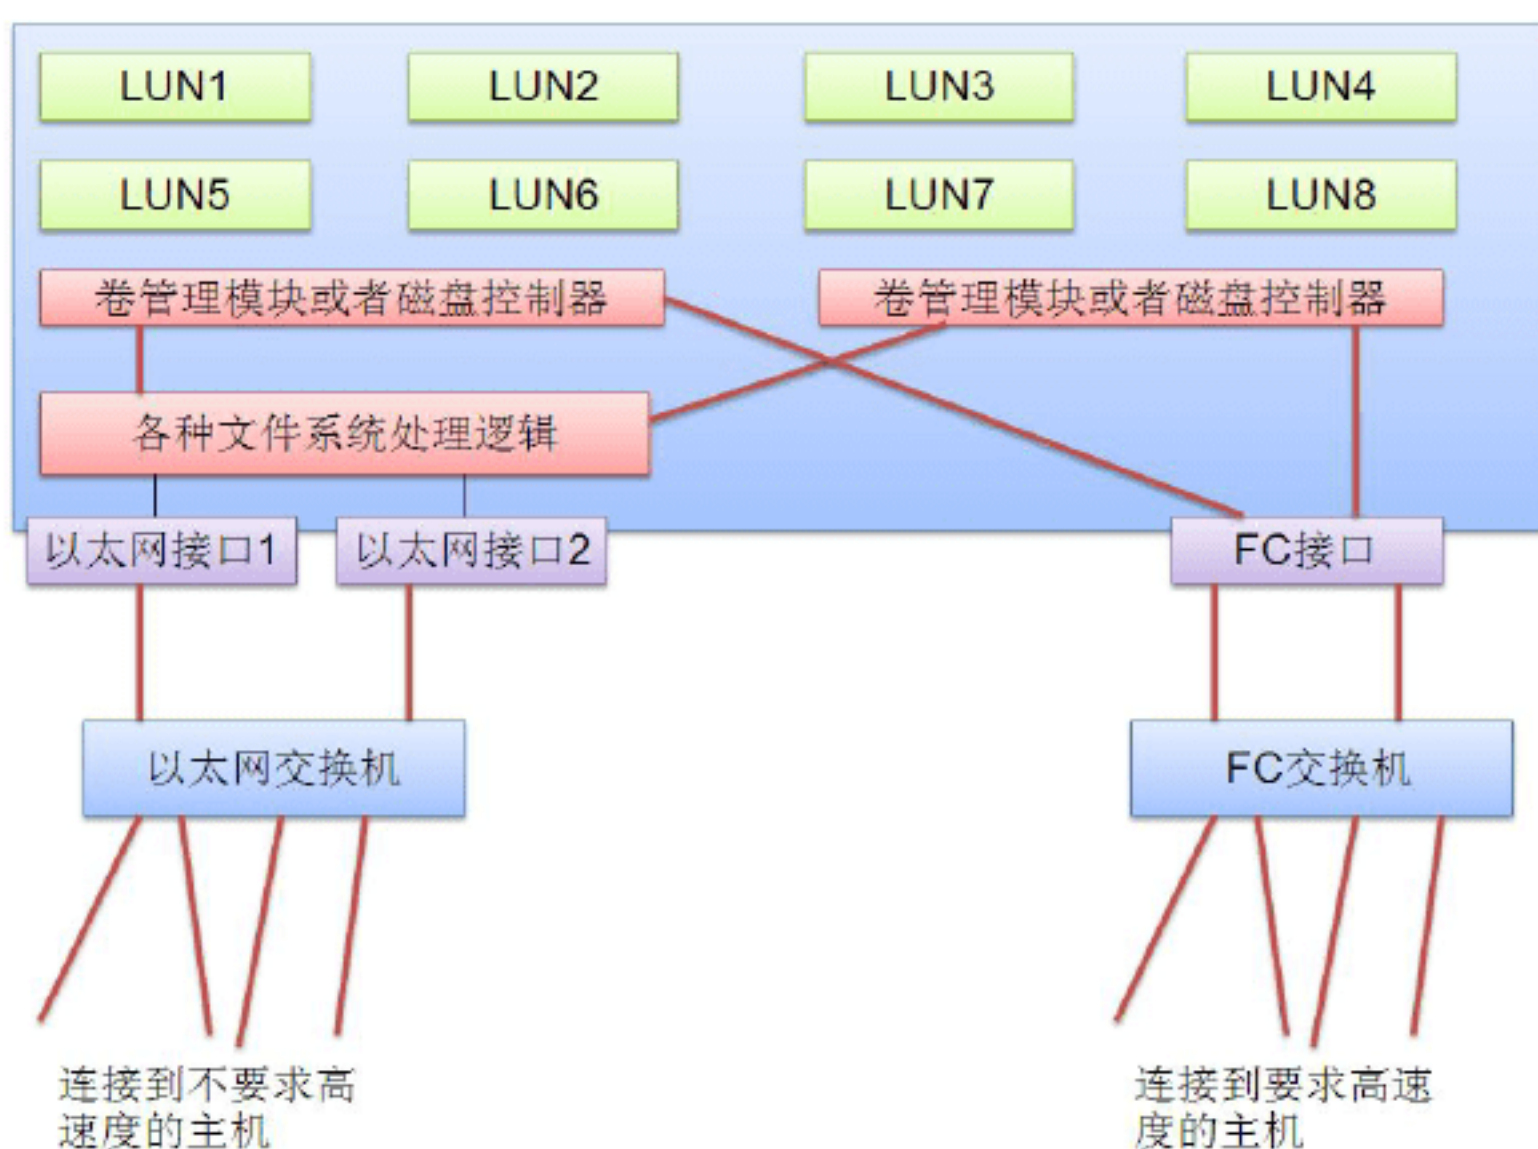 LUN1 LUN2 LUN3 LUN4
LUN5 LUN6 LUN7 LUN8
卷管理模块或者磁盘控制器 卷管理模块或者磁盘控制器
各种文件系统处理逻辑
以太网接口1 以太网接口2 FC接口
以太网交换机 FC交换机
连接到不要求高
速度的主机
连接到要求高速
度的主机